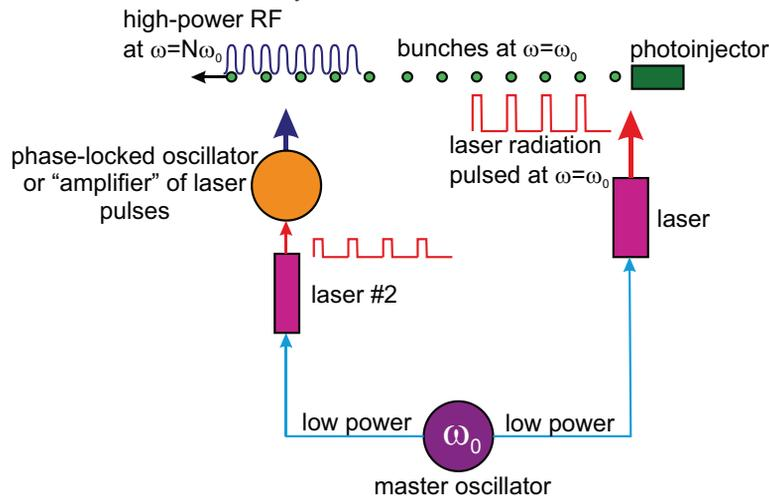 high-power RF
at ω=Nω₀
bunches at ω=ω₀
photoinjector
laser radiation
pulsed at ω=ω₀
phase-locked oscillator
or “amplifier” of laser
pulses
laser
laser #2
low power
low power
ω₀
master oscillator